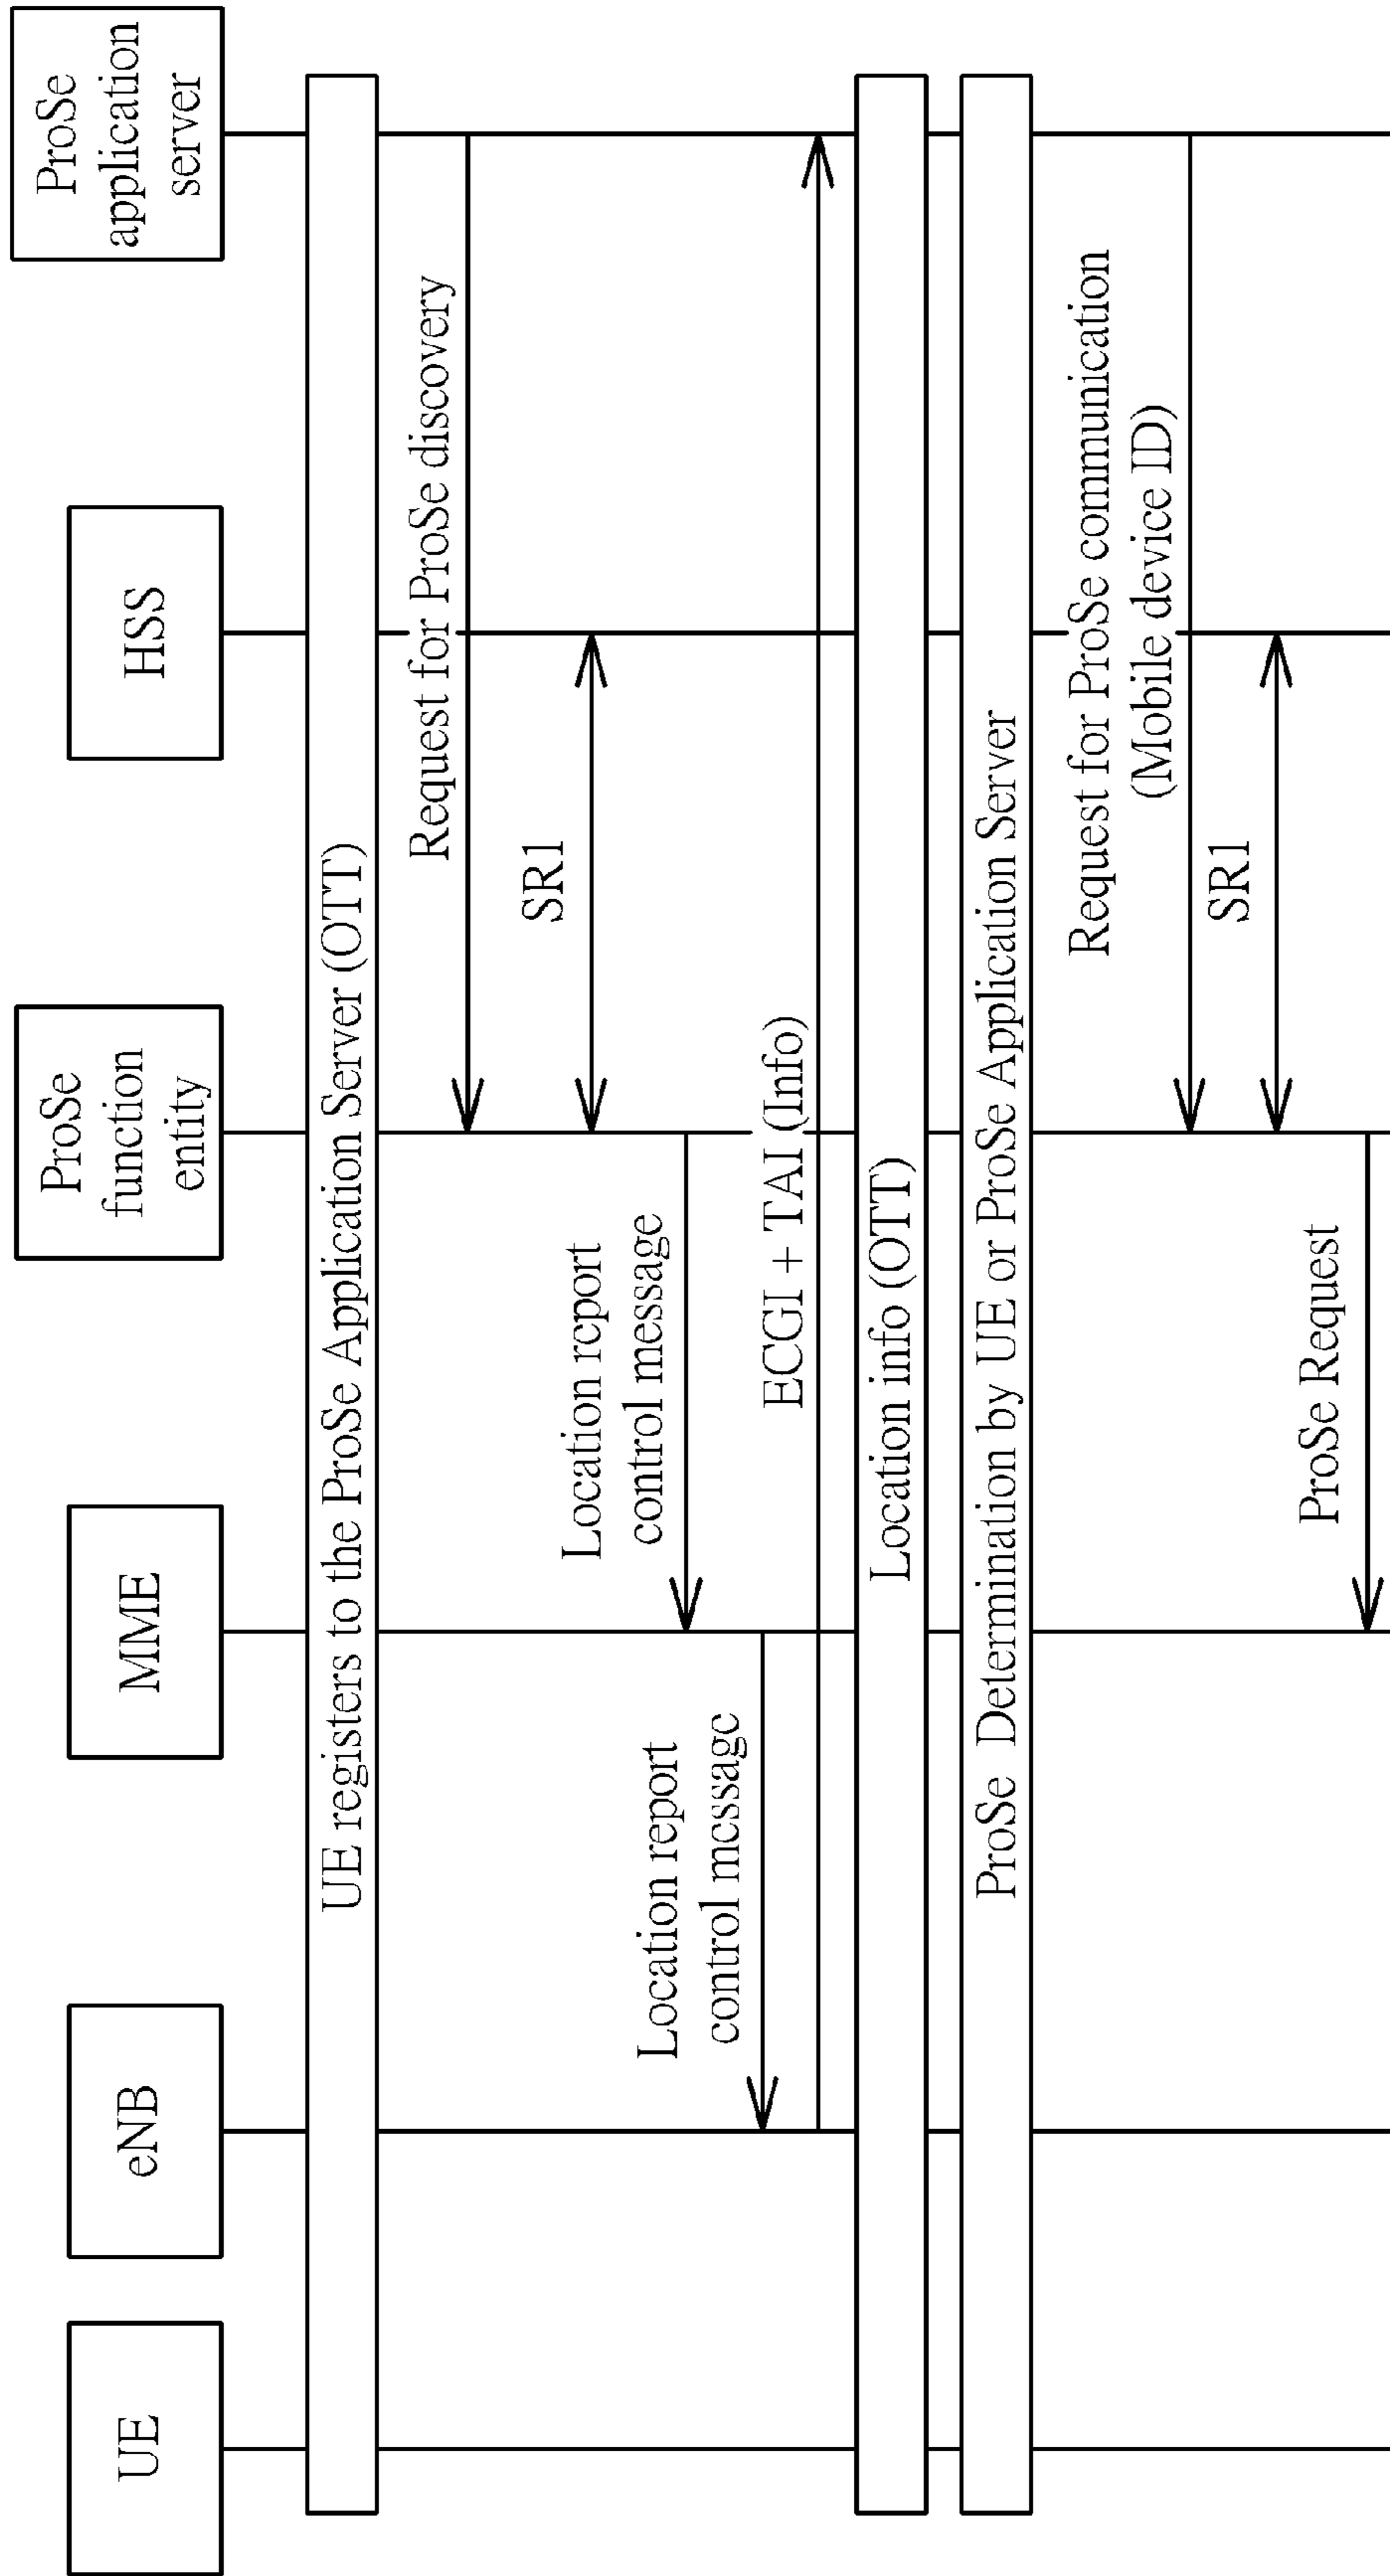 UE
eNB
MME
ProSe
function
entity
HSS
ProSe
application
server
UE registers to the ProSe Application Server (OTT)
Request for ProSe discovery
SR1
Location report
control message
Location report
control message
ECGI + TAI (Info)
Location info (OTT)
ProSe Determination by UE or ProSe Application Server
Request for ProSe communication
(Mobile device ID)
SR1
ProSe Request